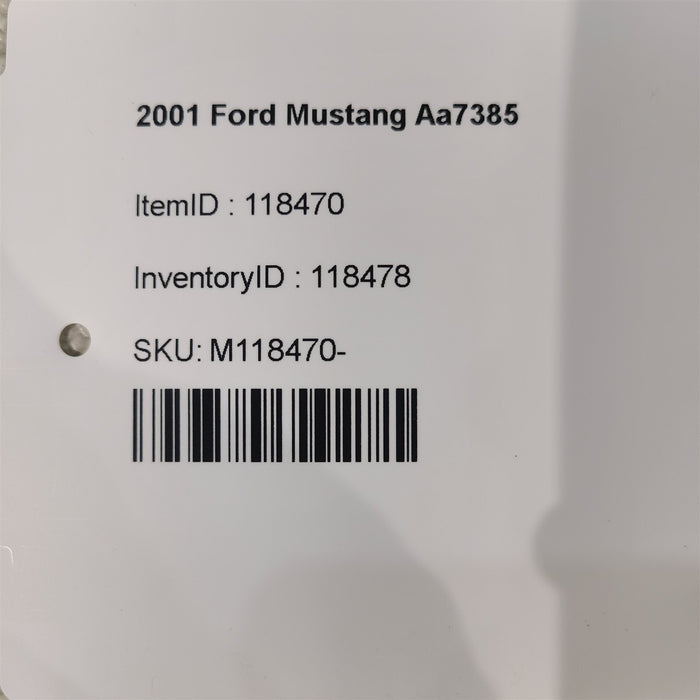 2001 Ford Mustang Aa7385
ItemID : 118470
InventoryID : 118478
SKU: M118470-